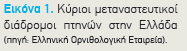 Εικόνα 1. Κύριοι μεταναστευτικοί
διάδρομοι πτηνών στην Ελλάδα
(πηγή: Ελληνική Ορνιθολογική Εταιρεία).